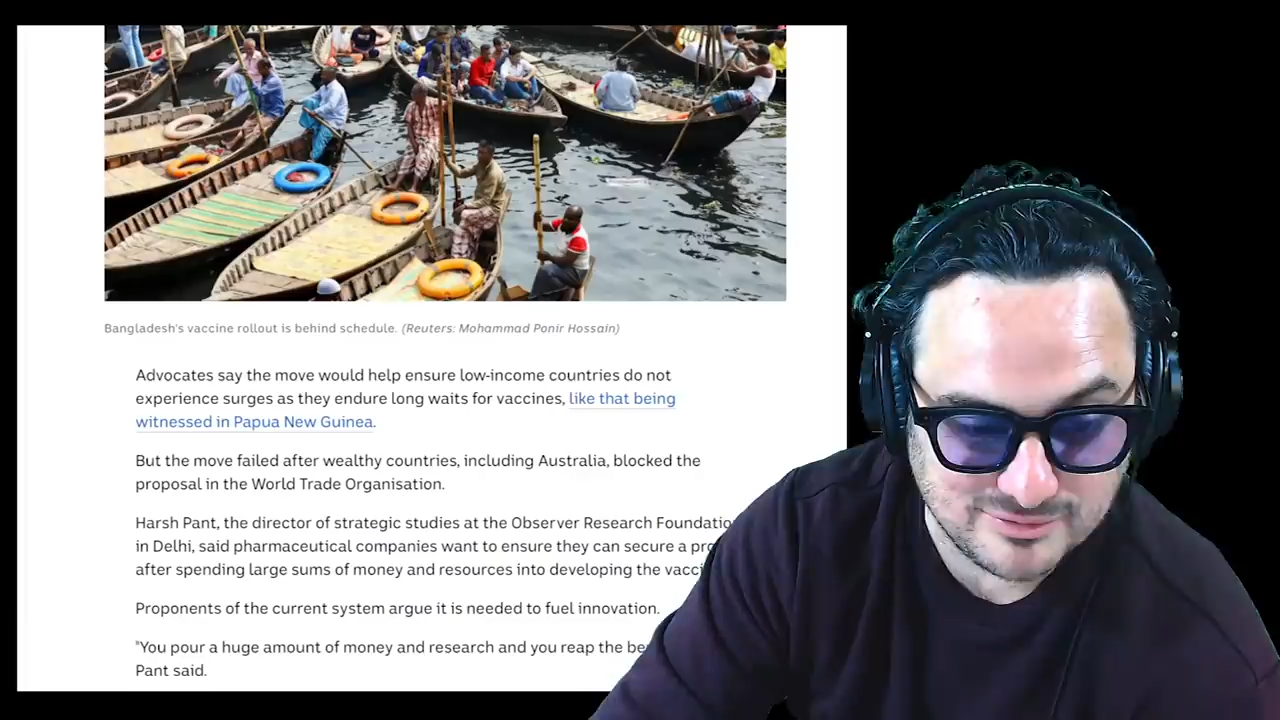 Bangladesh's vaccine rollout is behind schedule. (Reuters: Mohammad Ponir Hossain)
Advocates say the move would help ensure low-income countries do not
experience surges as they endure long waits for vaccines, like that being
witnessed in Papua New Guinea.
But the move failed after wealthy countries, including Australia, blocked the
proposal in the World Trade Organisation.
Harsh Pant, the director of strategic studies at the Observer Research
in Delhi, said pharmaceutical companies want to ensure they can secure a
after spending large sums of money and resources into developing the
Proponents of the current system argue it is needed to fuel innovation.
"You pour a huge amount of money and research and you reap the
Pant said.